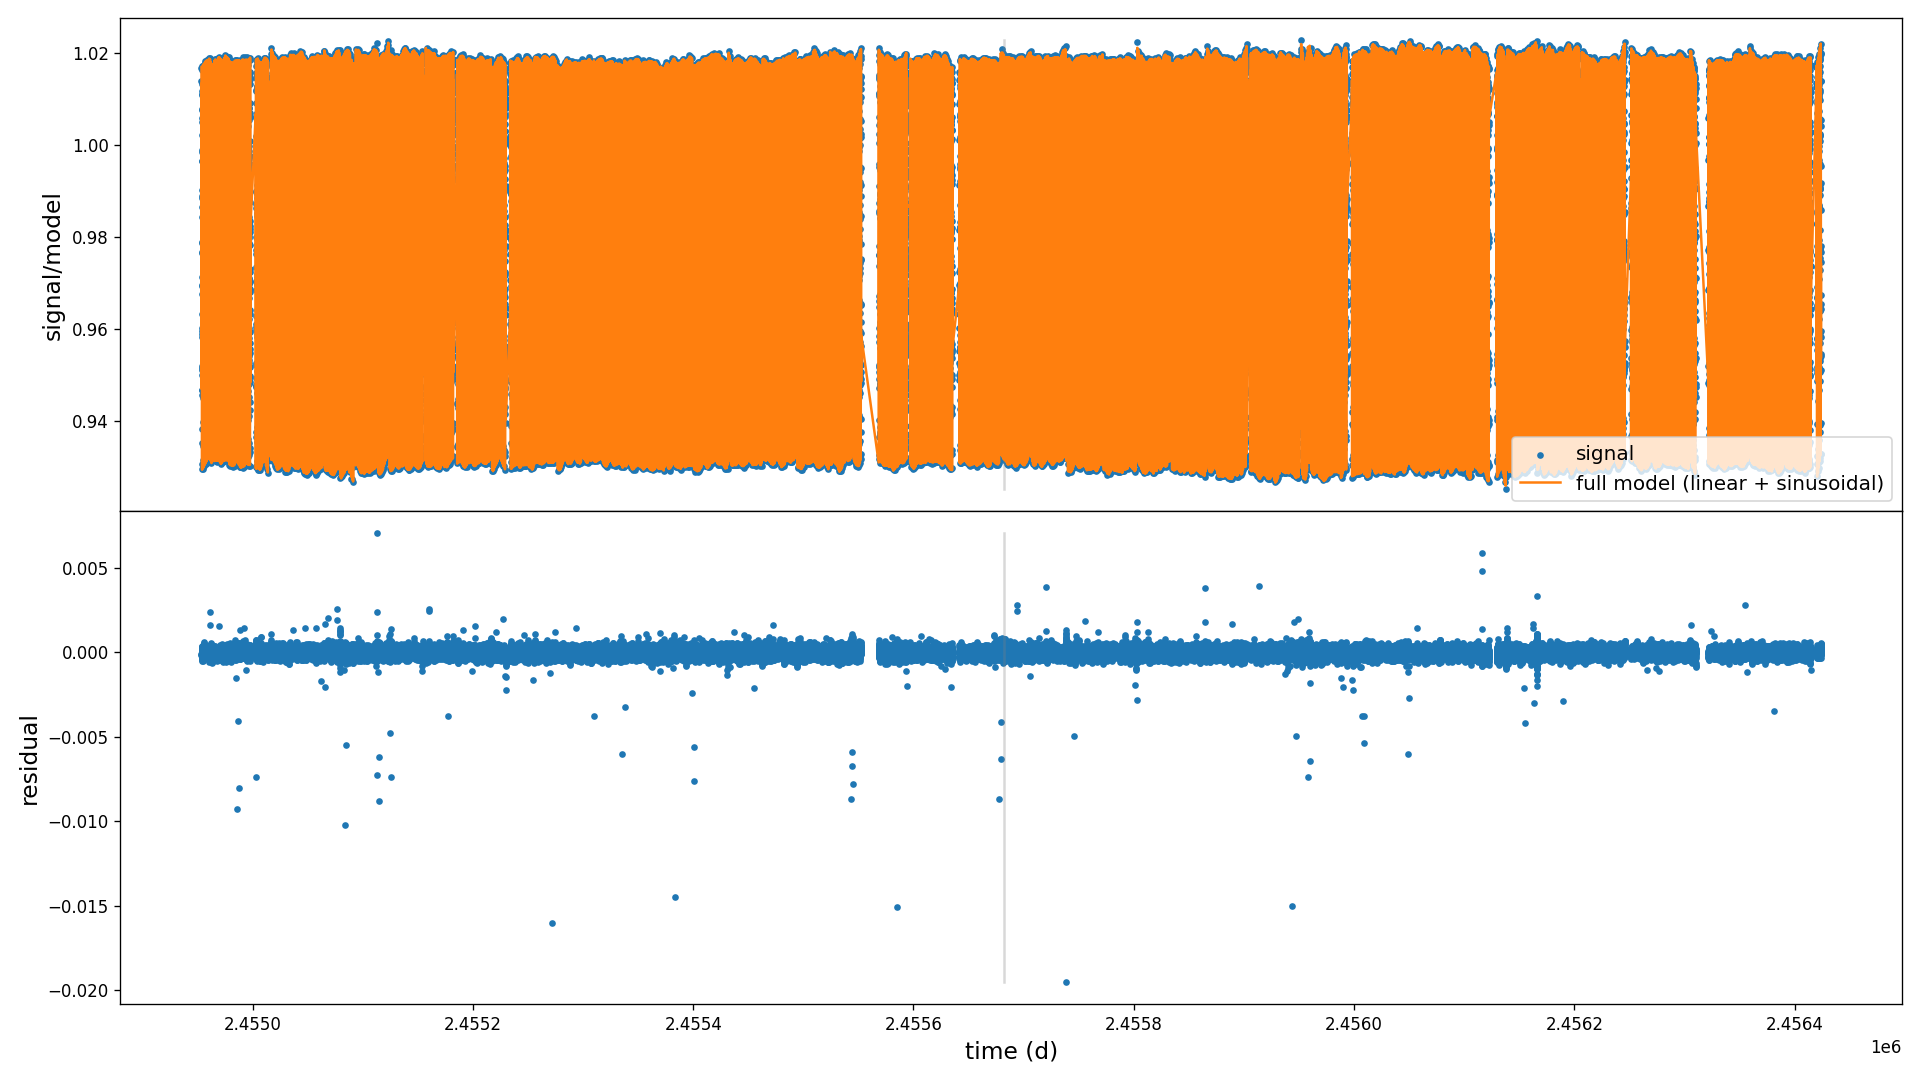 signal/model
1.02
1.00
0.98
0.96
0.94
signal
full model (linear + sinusoidal)
residual
0.005
0.000
−0.005
−0.010
−0.015
−0.020
2.4550 2.4552 2.4554 2.4556 2.4558 2.4560 2.4562 2.4564
time (d)
1e6